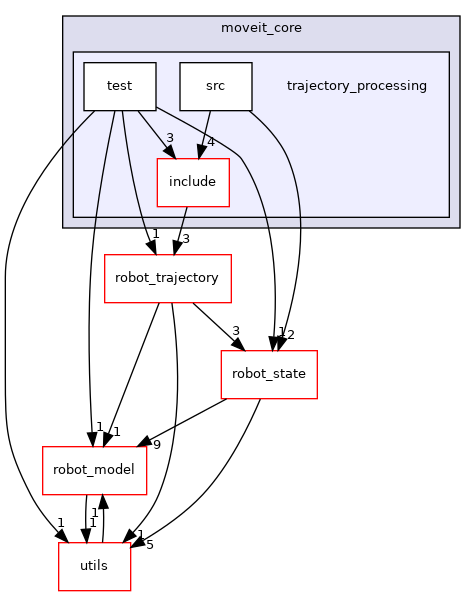 moveit_core
test
src
trajectory_processing
3
4
include
1
3
robot_trajectory
3
1
2
robot_state
1
1
9
robot_model
1
1
1
1
5
utils